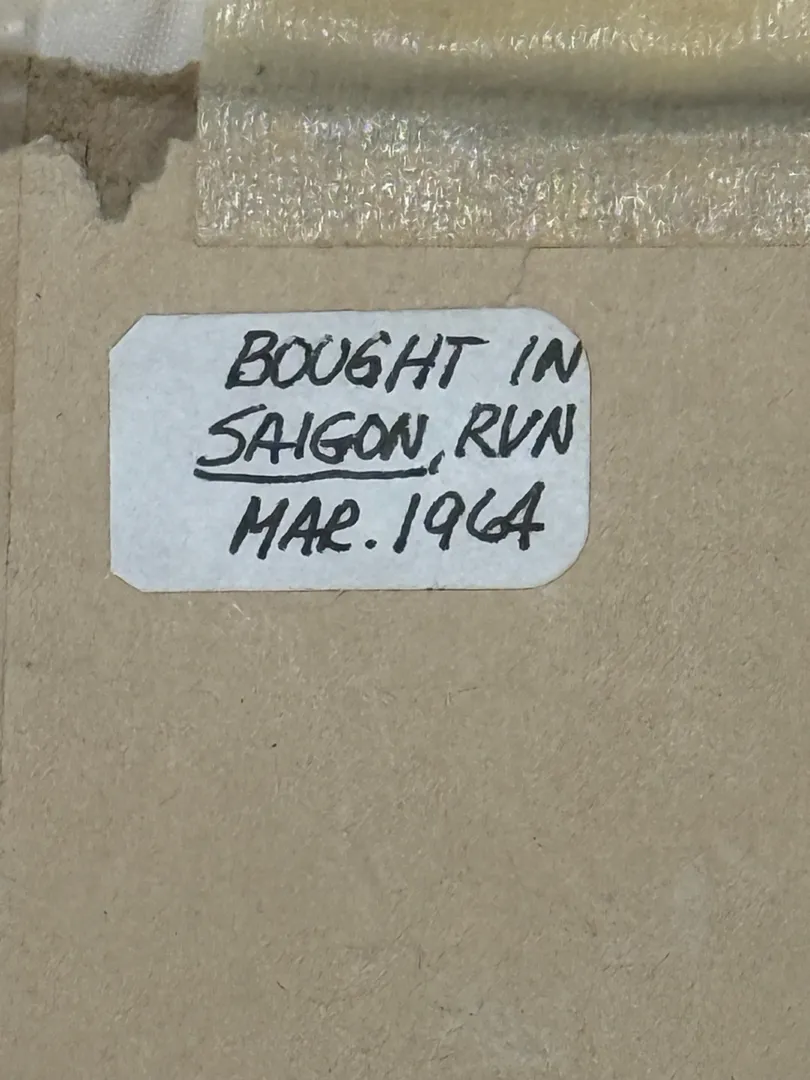 BOUGHT IN
SAIGON, RVN
MAR. 1964